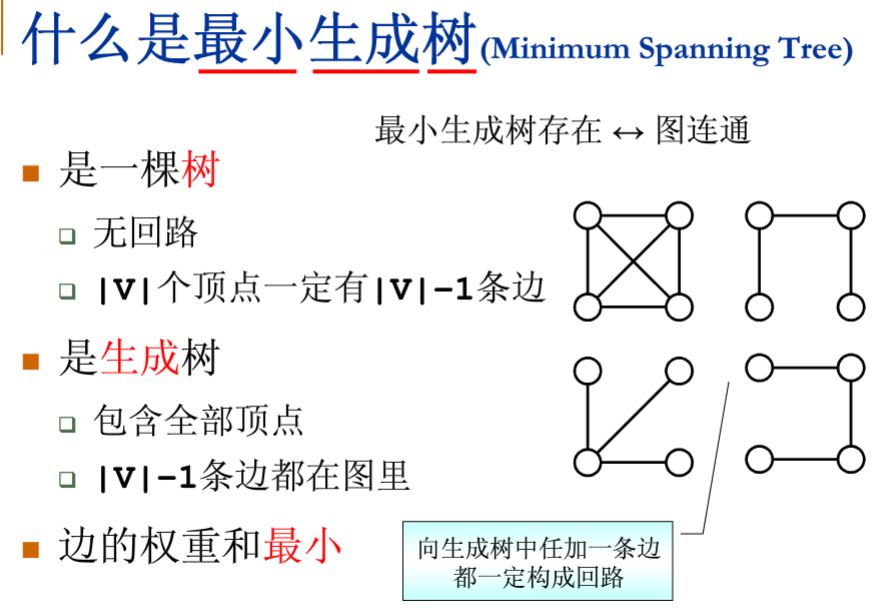 什么是最小生成树(Minimum Spanning Tree)
最小生成树存在 ↔ 图连通
是一棵树
无回路
|V|个顶点一定有|V|-1条边
是生成树
包含全部顶点
|V|-1条边都在图里
边的权重和最小
向生成树中任加一条边
都一定构成回路